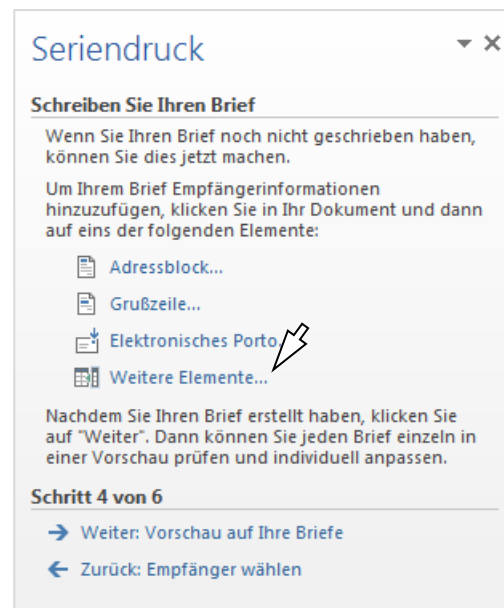 Seriendruck
Schreiben Sie Ihren Brief
Wenn Sie Ihren Brief noch nicht geschrieben haben,
können Sie dies jetzt machen.
Um Ihrem Brief Empfängerinformationen
hinzuzufügen, klicken Sie in Ihr Dokument und dann
auf eins der folgenden Elemente:
Adressblock...
Grußzeile...
Elektronisches Porto...
Weitere Elemente...
Nachdem Sie Ihren Brief erstellt haben, klicken Sie
auf "Weiter". Dann können Sie jeden Brief einzeln in
einer Vorschau prüfen und individuell anpassen.
Schritt 4 von 6
Weiter: Vorschau auf Ihre Briefe
Zurück: Empfänger wählen